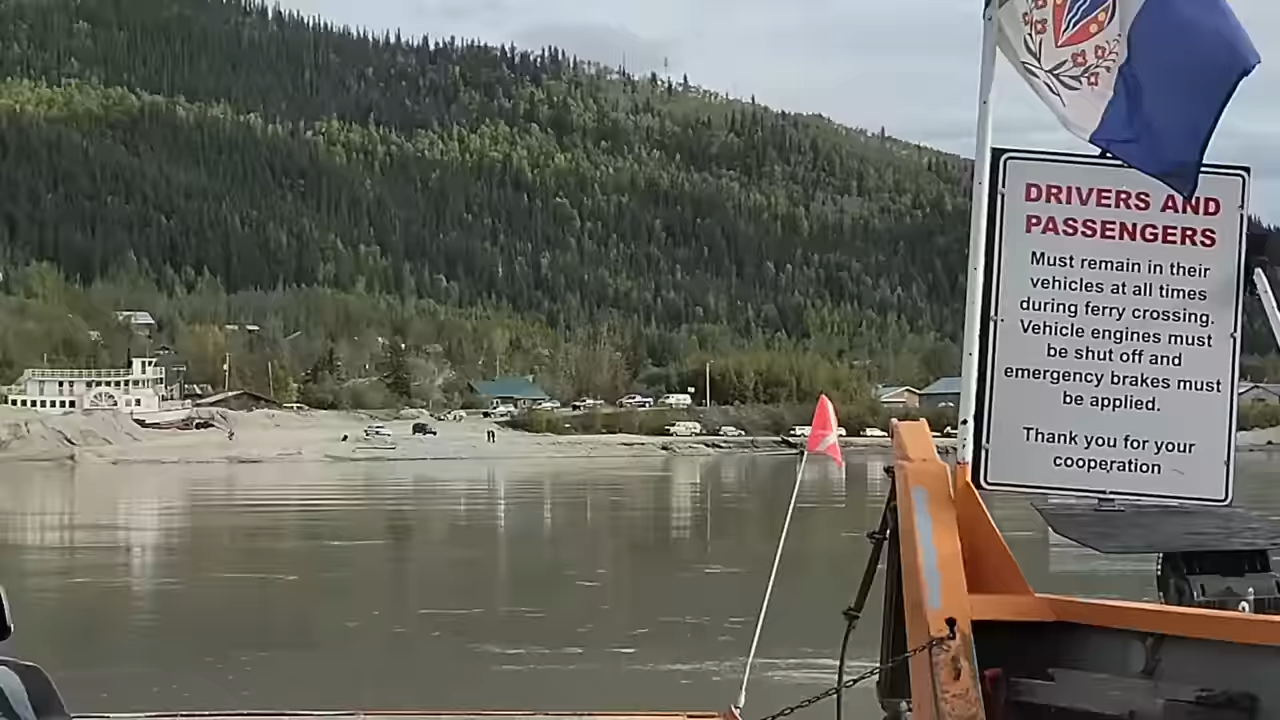 DRIVERS AND
PASSENGERS
Must remain in their
vehicles at all times
during ferry crossing.
Vehicle engines must
be shut off and
emergency brakes must
be applied.
Thank you for your
cooperation